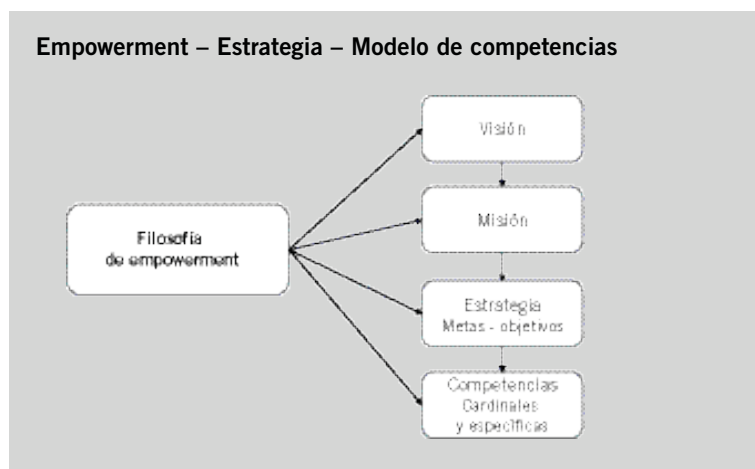 Empowerment – Estrategia – Modelo de competencias
Visión
Misión
Filosofía
de empowerment
Estrategia
Metas - objetivos
Competencias
Cardinales
y específicas